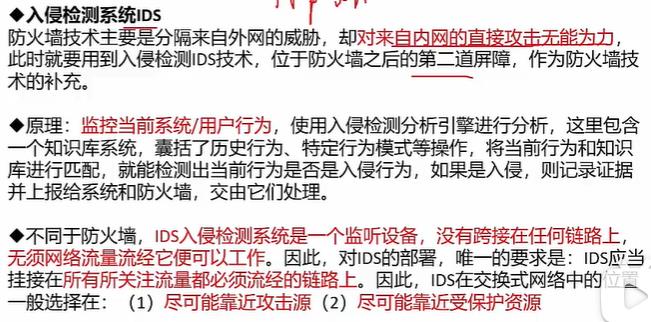 ◆入侵检测系统IDS
防火墙技术主要是分隔来自外网的威胁，却对来自内网的直接攻击无能为力，
此时就要用到入侵检测IDS技术，位于防火墙之后的第二道屏障，作为防火墙技
术的补充。
◆原理：监控当前系统/用户行为，使用入侵检测分析引擎进行分析，这里包含
一个知识库系统，囊括了历史行为、特定行为模式等操作，将当前行为和知识
库进行匹配，就能检测出当前行为是否是入侵行为，如果是入侵，则记录证据
并上报给系统和防火墙，交由它们处理。
◆不同于防火墙，IDS入侵检测系统是一个监听设备，没有跨接在任何链路上，
无须网络流量流经它便可以工作。因此，对IDS的部署，唯一的要求是：IDS应当
挂接在所有所关注流量都必须流经的链路上。因此，IDS在交换式网络中的位置
一般选择在：（1）尽可能靠近攻击源（2）尽可能靠近受保护资源